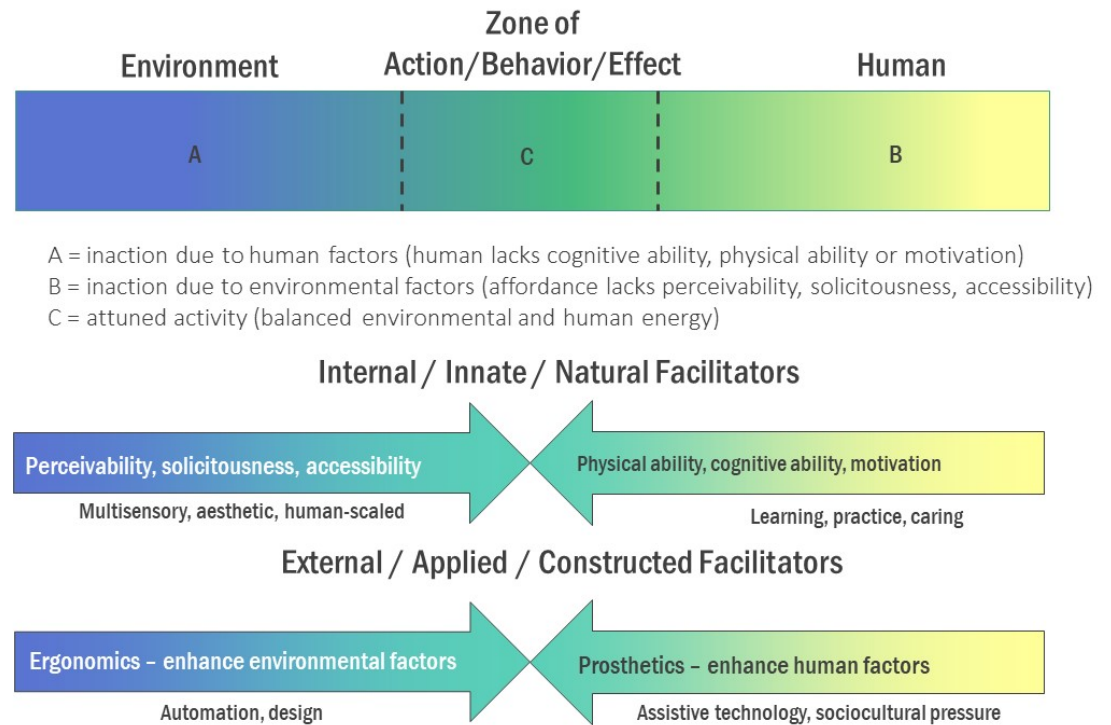 Zone of
Environment
Action/Behavior/Effect
Human
A
C
B
A = inaction due to human factors (human lacks cognitive ability, physical ability or motivation)
B = inaction due to environmental factors (affordance lacks perceivability, solicitousness, accessibility)
C = attuned activity (balanced environmental and human energy)
Internal / Innate / Natural Facilitators
Perceivability, solicitousness, accessibility
Physical ability, cognitive ability, motivation
Multisensory, aesthetic, human-scaled
Learning, practice, caring
External / Applied / Constructed Facilitators
Ergonomics – enhance environmental factors
Prosthetics – enhance human factors
Automation, design
Assistive technology, sociocultural pressure